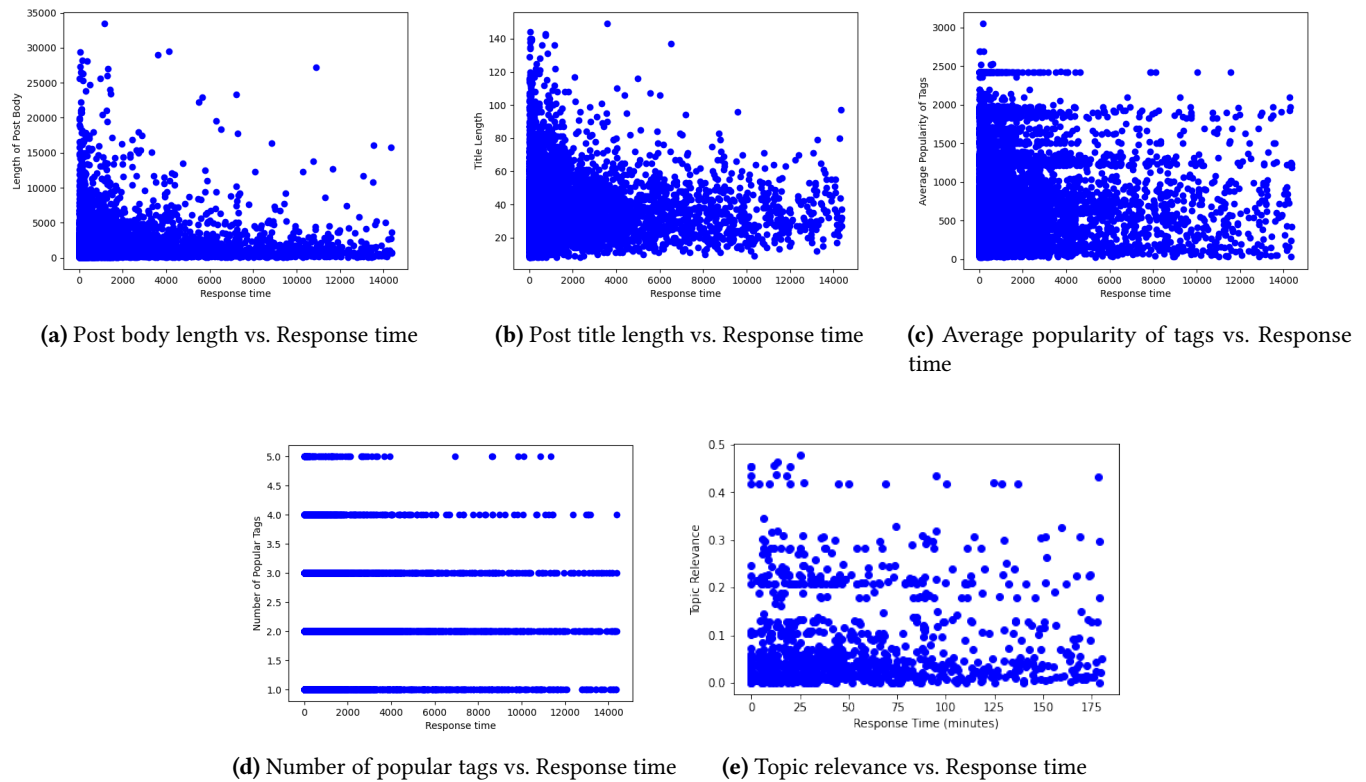 35000
30000
25000
20000
15000
10000
5000
0
Length of Post Body
0 2000 4000 6000 8000 10000 12000 14000
Response time
(a) Post body length vs. Response time
140
120
100
80
60
40
20
Title Length
0 2000 4000 6000 8000 10000 12000 14000
Response time
(b) Post title length vs. Response time
3000
2500
2000
1500
1000
500
0
Average Popularity of Tags
0 2000 4000 6000 8000 10000 12000 14000
Response time
(c) Average popularity of tags vs. Response
time
5.0
4.5
4.0
3.5
3.0
2.5
2.0
1.5
1.0
Number of Popular Tags
0 2000 4000 6000 8000 10000 12000 14000
Response time
(d) Number of popular tags vs. Response time
0.5
0.4
0.3
0.2
0.1
0.0
Topic Relevance
0 25 50 75 100 125 150 175
Response Time (minutes)
(e) Topic relevance vs. Response time